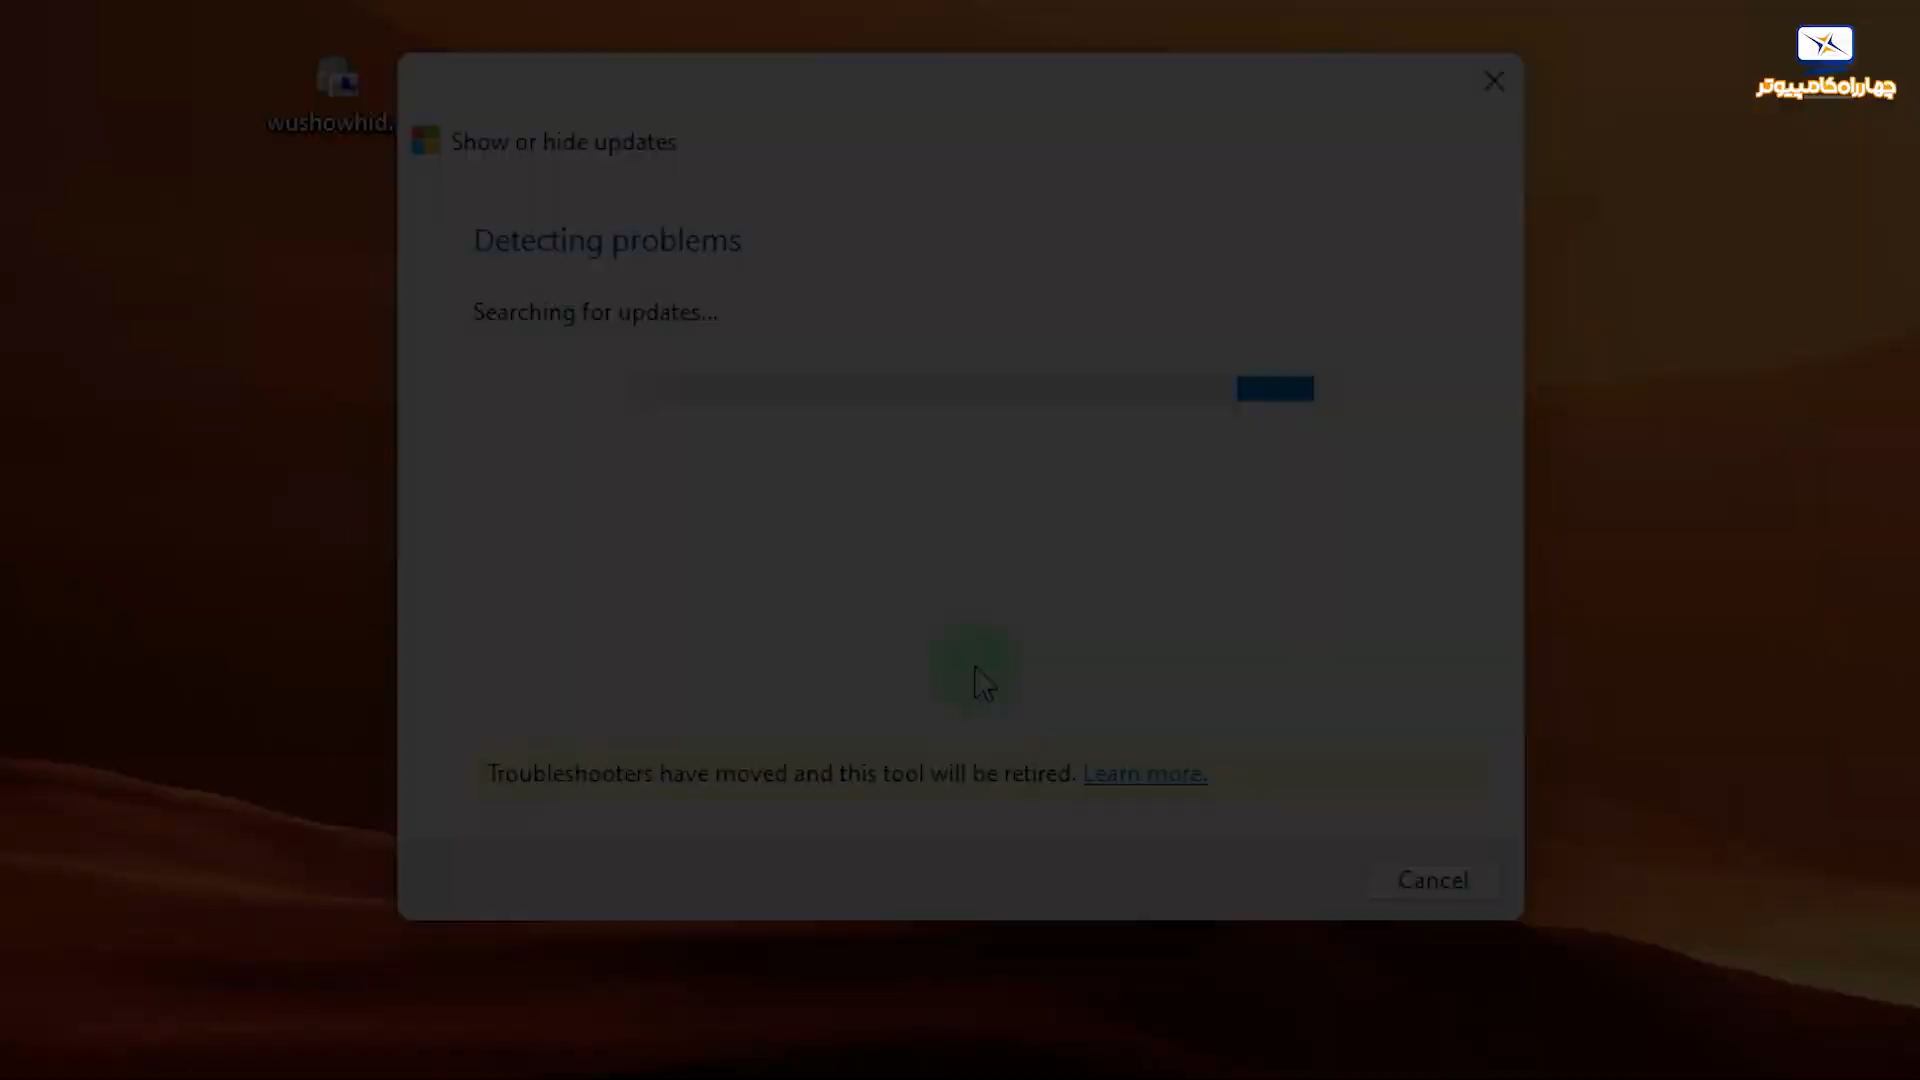 چهارراه کامپیوتر
wushowhid.
Show or hide updates
Detecting problems
Searching for updates...
Troubleshooters have moved and this tool will be retired. Learn more.
Cancel